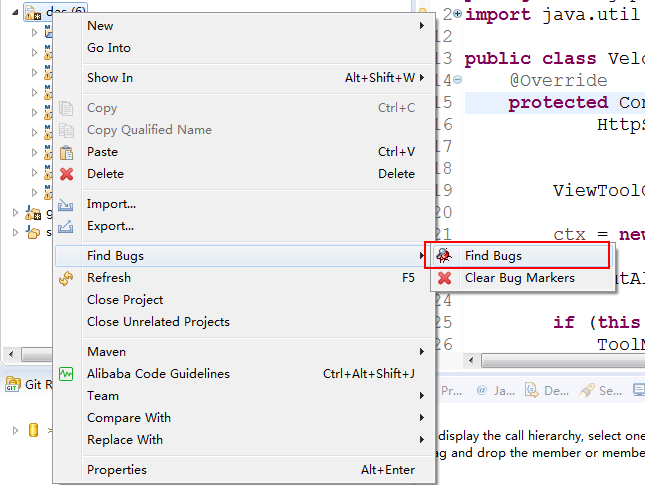 das (6)
New
Go Into
Show In Alt+Shift+W
Copy Ctrl+C
Copy Qualified Name
Paste Ctrl+V
Delete Delete
Import...
Export...
Find Bugs
Refresh F5
Close Project
Close Unrelated Projects
Maven
Alibaba Code Guidelines Ctrl+Alt+Shift+J
Team
Compare With
Replace With
Properties Alt+Enter
Find Bugs
Clear Bug Markers
2 import java.util
13 public class Velo
14 @Override
15 protected Con
16 HttpS
17
18
19 ViewToolC
20
21 ctx = new
24
25 if (this
26 ToolM
Git R
Pr...
@ Ja...
De...
Se...
display the call hierarchy, select one
ag and drop the member or membe